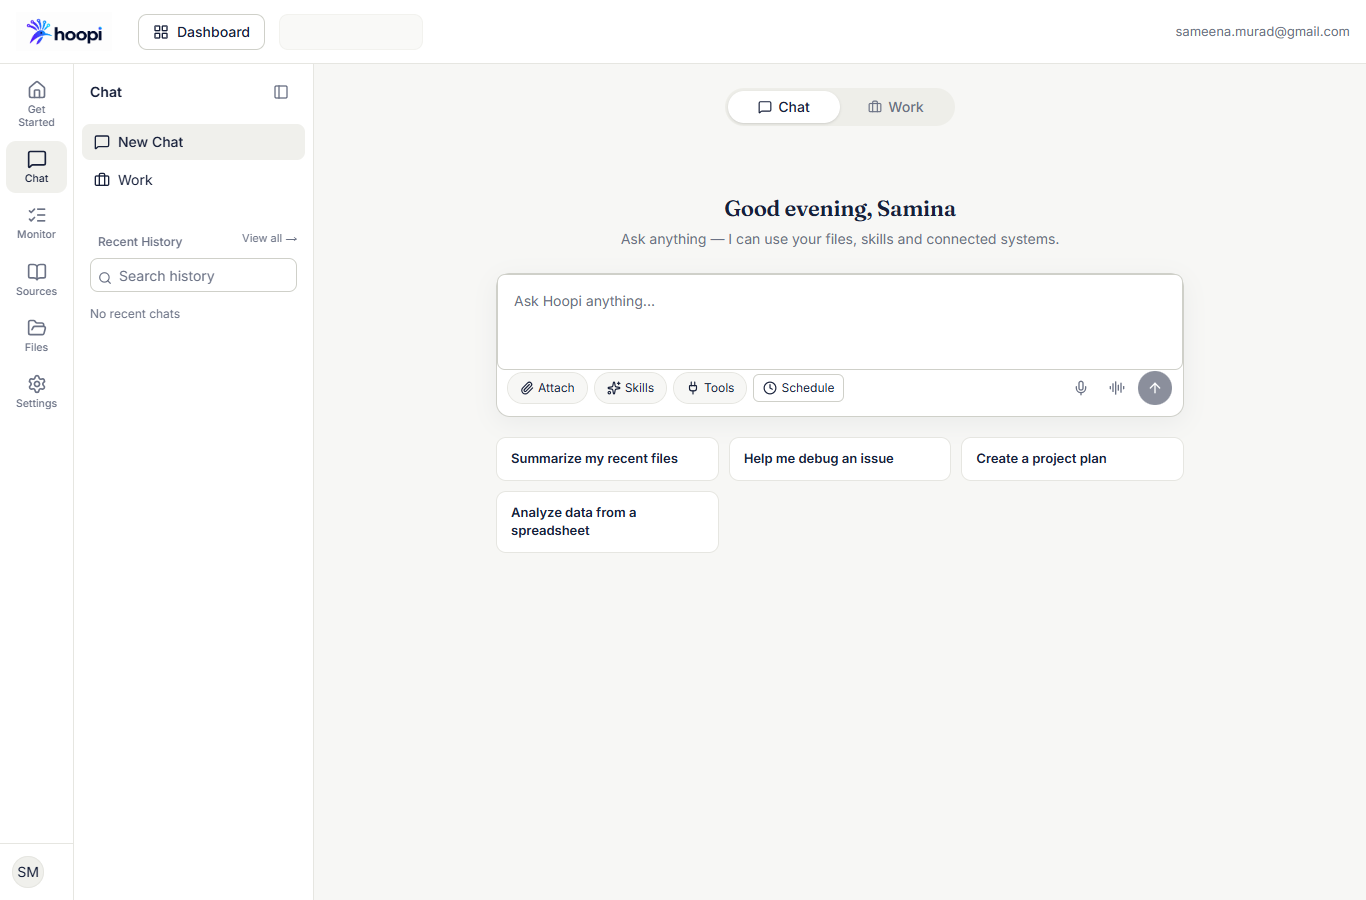 hoopi
Dashboard
sameena.murad@gmail.com
Get
Started
Chat
Monitor
Sources
Files
Settings
SM
Chat
New Chat
Work
Recent History
View all →
Search history
No recent chats
Chat
Work
Good evening, Samina
Ask anything — I can use your files, skills and connected systems.
Ask Hoopi anything...
Attach
Skills
Tools
Schedule
Summarize my recent files
Help me debug an issue
Create a project plan
Analyze data from a
spreadsheet